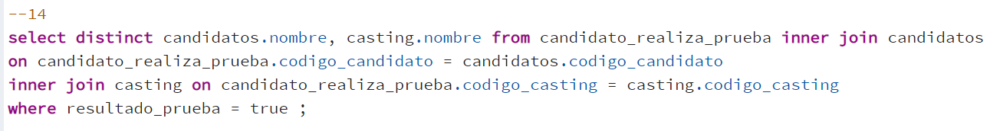 --14
select distinct candidatos.nombre, casting.nombre from candidato_realiza_prueba inner join candidatos
on candidato_realiza_prueba.codigo_candidato = candidatos.codigo_candidato
inner join casting on candidato_realiza_prueba.codigo_casting = casting.codigo_casting
where resultado_prueba = true ;